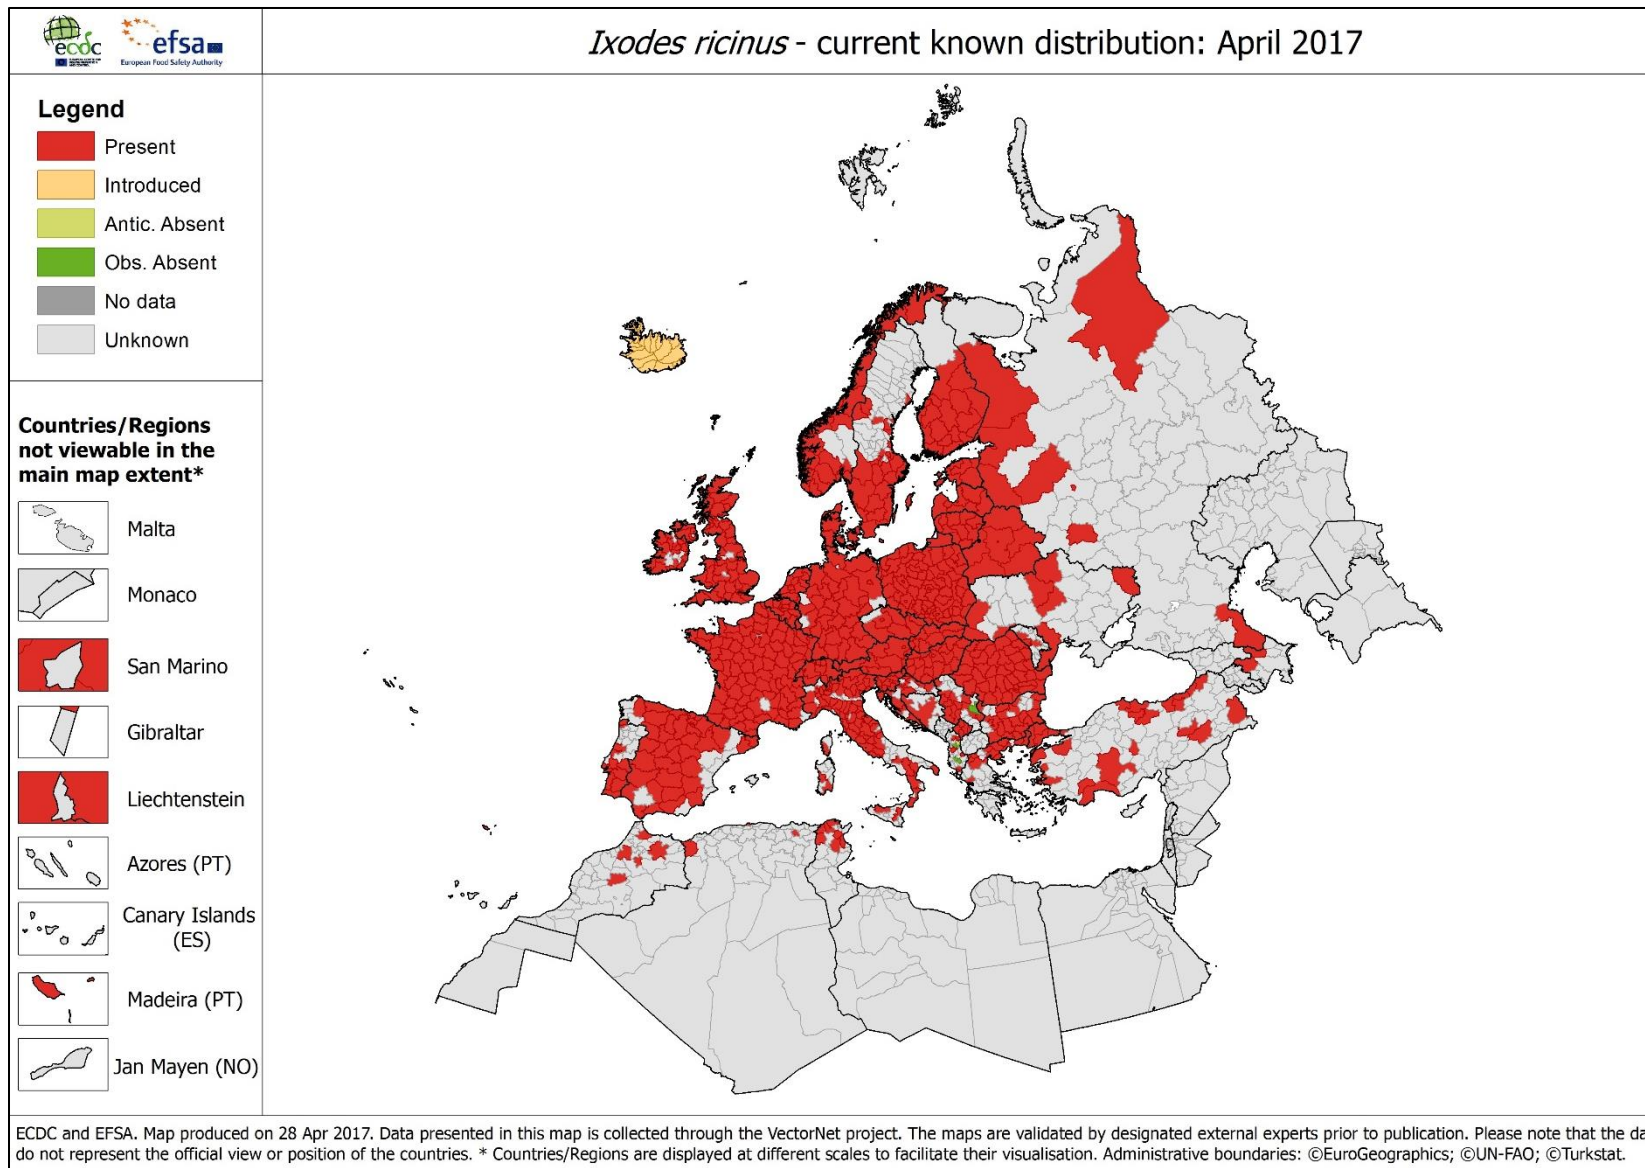 ecdc
efsa
European Food Safety Authority
Ixodes ricinus - current known distribution: April 2017
Legend
Present
Introduced
Antic. Absent
Obs. Absent
No data
Unknown
Countries/Regions
not viewable in the
main map extent*
Malta
Monaco
San Marino
Gibraltar
Liechtenstein
Azores (PT)
Canary Islands
(ES)
Madeira (PT)
Jan Mayen (NO)
ECDC and EFSA. Map produced on 28 Apr 2017. Data presented in this map is collected through the VectorNet project. The maps are validated by designated external experts prior to publication. Please note that the da
do not represent the official view or position of the countries. * Countries/Regions are displayed at different scales to facilitate their visualisation. Administrative boundaries: ©EuroGeographics; ©UN-FAO; ©Turkstat.